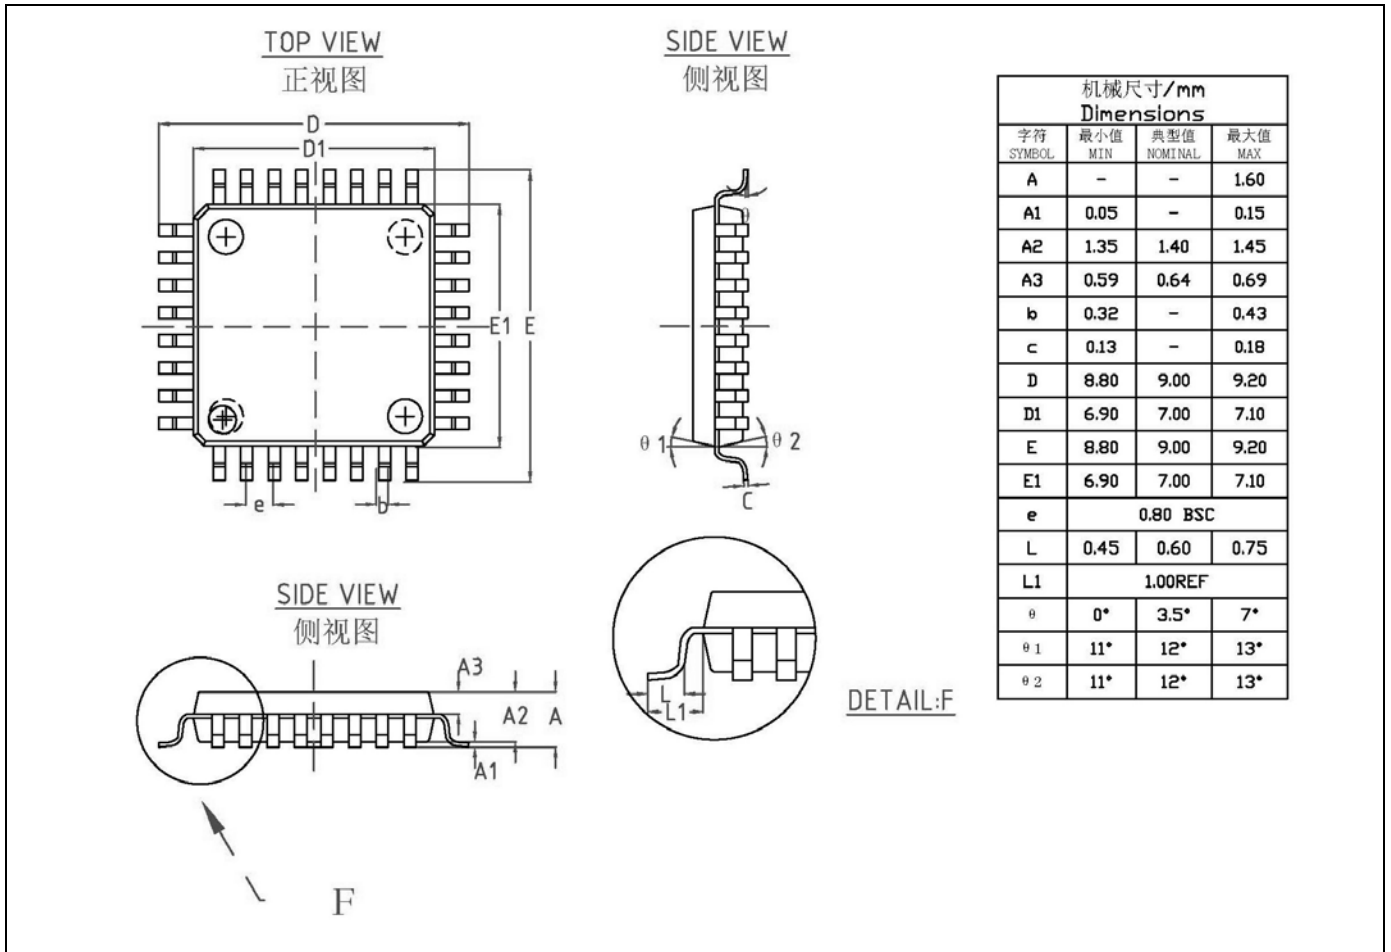 TOP VIEW
正视图
D
D1
E1 E
e
b
SIDE VIEW
侧视图
θ
θ 1
θ 2
C
SIDE VIEW
侧视图
A3
A2
A
A1
F
L
L1
DETAIL:F
机械尺寸/mm
Dimensions
字符 最小值 典型值 最大值
SYMBOL MIN NOMINAL MAX
A - - 1.60
A1 0.05 - 0.15
A2 1.35 1.40 1.45
A3 0.59 0.64 0.69
b 0.32 - 0.43
c 0.13 - 0.18
D 8.80 9.00 9.20
D1 6.90 7.00 7.10
E 8.80 9.00 9.20
E1 6.90 7.00 7.10
e 0.80 BSC
L 0.45 0.60 0.75
L1 1.00REF
θ 0° 3.5° 7°
θ 1 11° 12° 13°
θ 2 11° 12° 13°